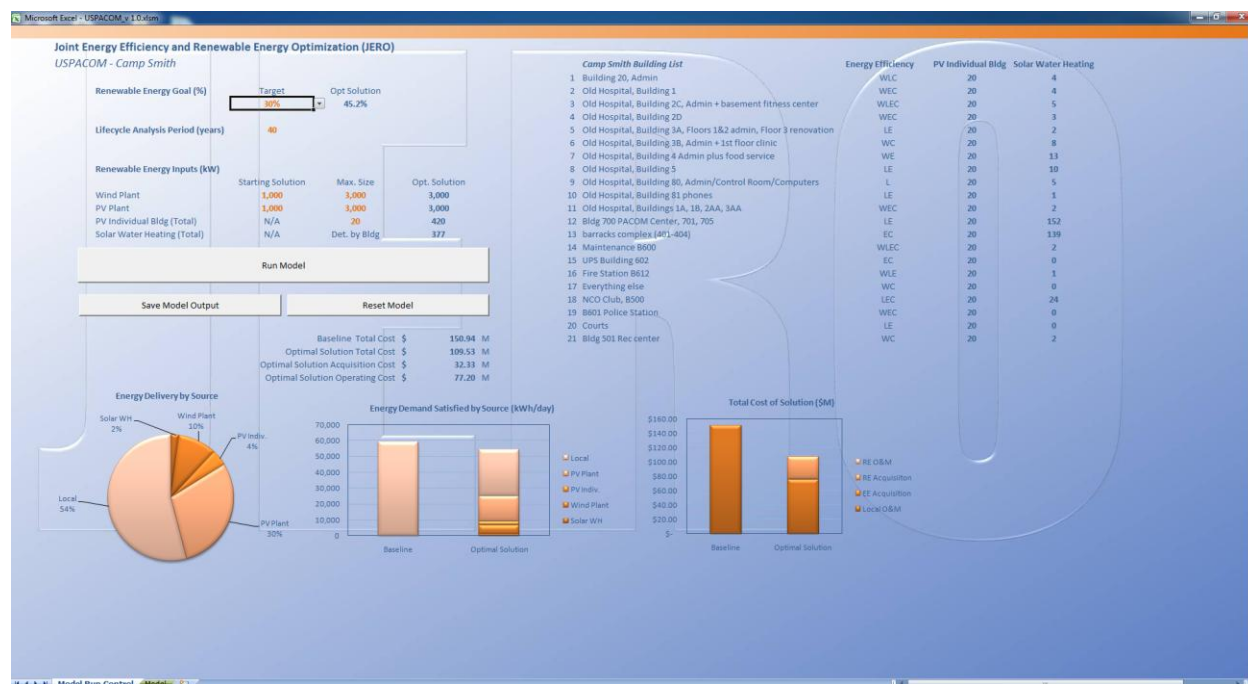 Microsoft Excel - USPACOM_v 1.0.xlsm
Joint Energy Efficiency and Renewable Energy Optimization (JERO)
USPACOM - Camp Smith
Renewable Energy Goal (%) Target Opt Solution
30% 45.2%
Lifecycle Analysis Period (years) 40
Renewable Energy Inputs (kW)
Starting Solution Max. Size Opt. Solution
Wind Plant 1,000 3,000 3,000
PV Plant 1,000 3,000 3,000
PV Individual Bldg (Total) N/A 20 420
Solar Water Heating (Total) N/A Det. by Bldg 377
Run Model
Save Model Output Reset Model
Baseline Total Cost $ 150.94 M
Optimal Solution Total Cost $ 109.53 M
Optimal Solution Acquisition Cost $ 32.33 M
Optimal Solution Operating Cost $ 77.20 M
Camp Smith Building List Energy Efficiency PV Individual Bldg Solar Water Heating
1 Building 20, Admin WLC 20 4
2 Old Hospital, Building 1 WEC 20 4
3 Old Hospital, Building 2C, Admin + basement fitness center WLEC 20 5
4 Old Hospital, Building 2D WEC 20 3
5 Old Hospital, Building 3A, Floors 1&2 admin, Floor 3 renovation LE 20 2
6 Old Hospital, Building 3B, Admin + 1st floor clinic WC 20 8
7 Old Hospital, Building 4 Admin plus food service WE 20 13
8 Old Hospital, Building 5 LE 20 10
9 Old Hospital, Building 80, Admin/Control Room/Computers L 20 5
10 Old Hospital, Building 81 phones LE 20 1
11 Old Hospital, Buildings 1A, 1B, 2AA, 3AA WEC 20 2
12 Bldg 700 PACOM Center, 701, 705 LE 20 152
13 barracks complex (401-404) EC 20 139
14 Maintenance B600 WLEC 20 2
15 UPS Building 602 EC 20 0
16 Fire Station B612 WLE 20 1
17 Everything else WC 20 0
18 NCO Club, B500 LEC 20 24
19 B601 Police Station WEC 20 0
20 Courts LE 20 0
21 Bldg 501 Rec center WC 20 2
Energy Delivery by Source
Solar WH 2%
Wind Plant 10%
PV Indiv. 4%
Local 54%
PV Plant 30%
Energy Demand Satisfied by Source (kWh/day)
70,000
60,000
50,000
40,000
30,000
20,000
10,000
0
Baseline Optimal Solution
Local
PV Plant
PV Indiv.
Wind Plant
Solar WH
Total Cost of Solution ($M)
$160.00
$140.00
$120.00
$100.00
$80.00
$60.00
$40.00
$20.00
$-
Baseline Optimal Solution
RE O&M
RE Acquisition
EE Acquisition
Local O&M
Model Run Control